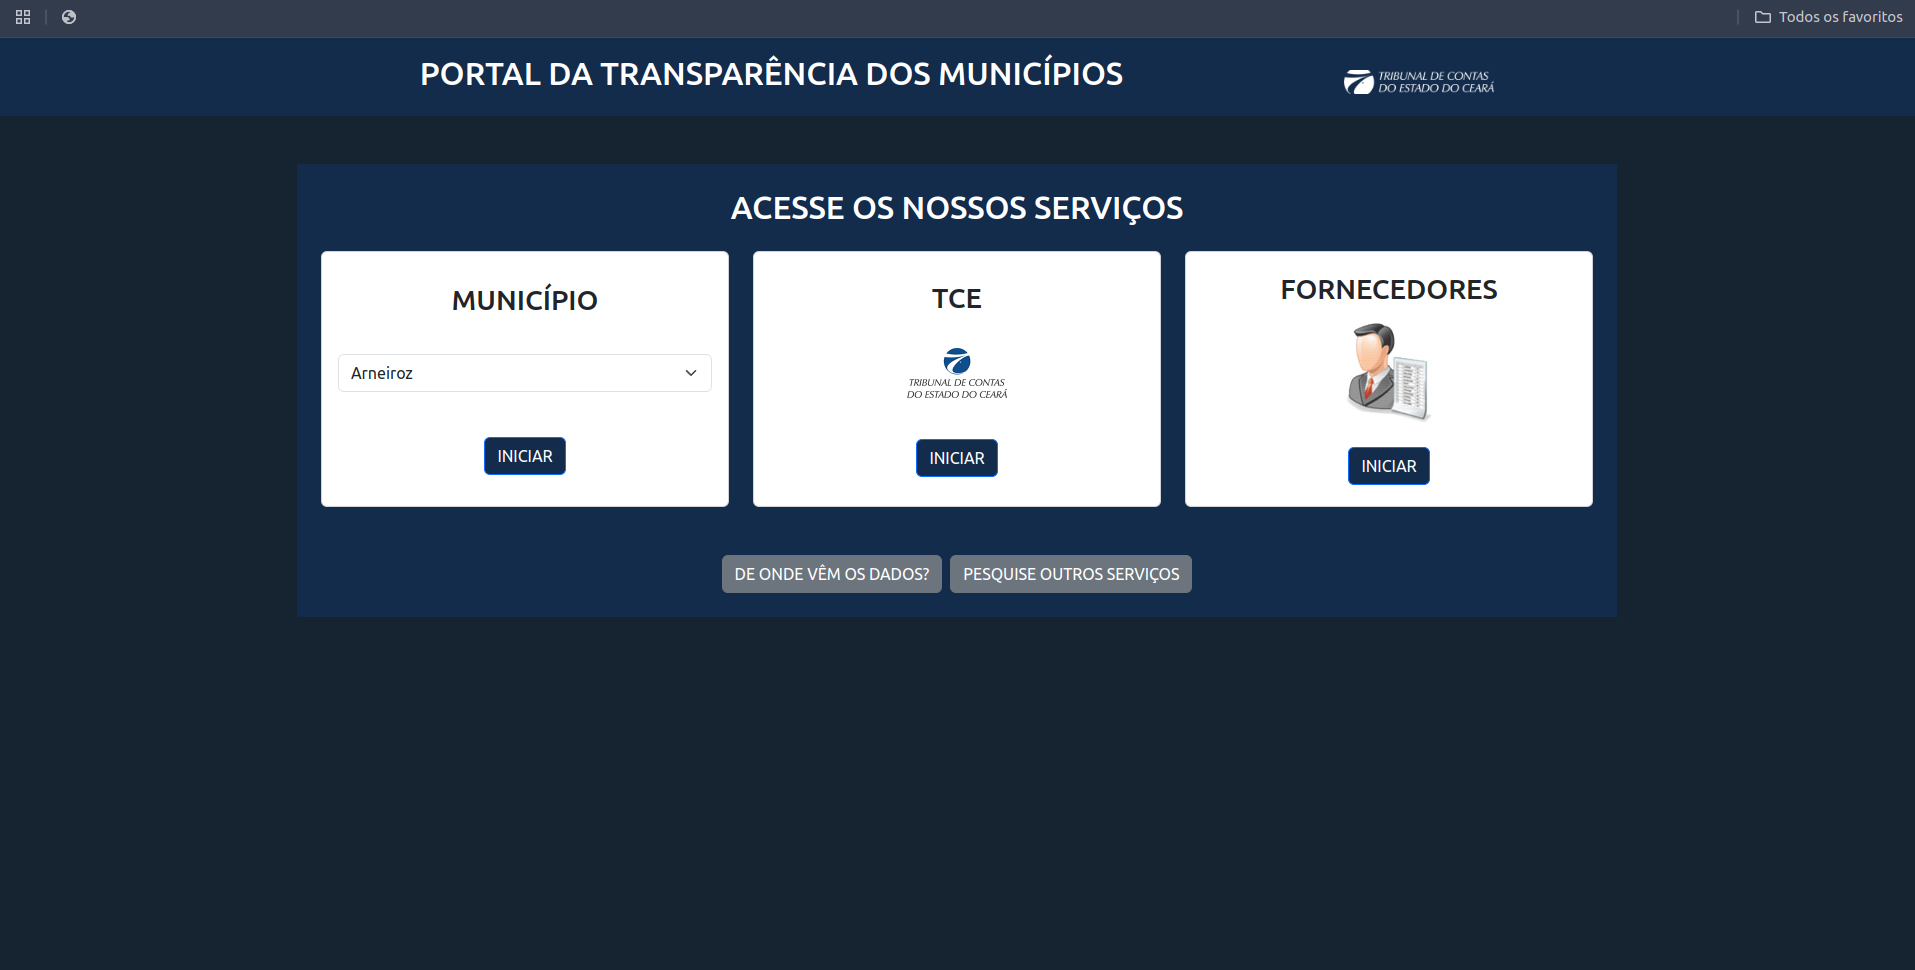 Todos os favoritos
PORTAL DA TRANSPARÊNCIA DOS MUNICÍPIOS
TRIBUNAL DE CONTAS
DO ESTADO DO CEARÁ
ACESSE OS NOSSOS SERVIÇOS
MUNICÍPIO
Arneiroz
INICIAR
TCE
TRIBUNAL DE CONTAS
DO ESTADO DO CEARÁ
INICIAR
FORNECEDORES
INICIAR
DE ONDE VÊM OS DADOS?
PESQUISE OUTROS SERVIÇOS